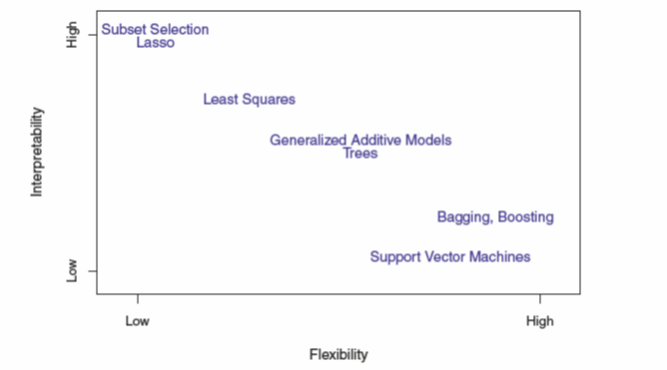 High
Subset Selection
Lasso
Least Squares
Generalized Additive Models
Trees
Bagging, Boosting
Support Vector Machines
Interpretability
Low
Low
High
Flexibility